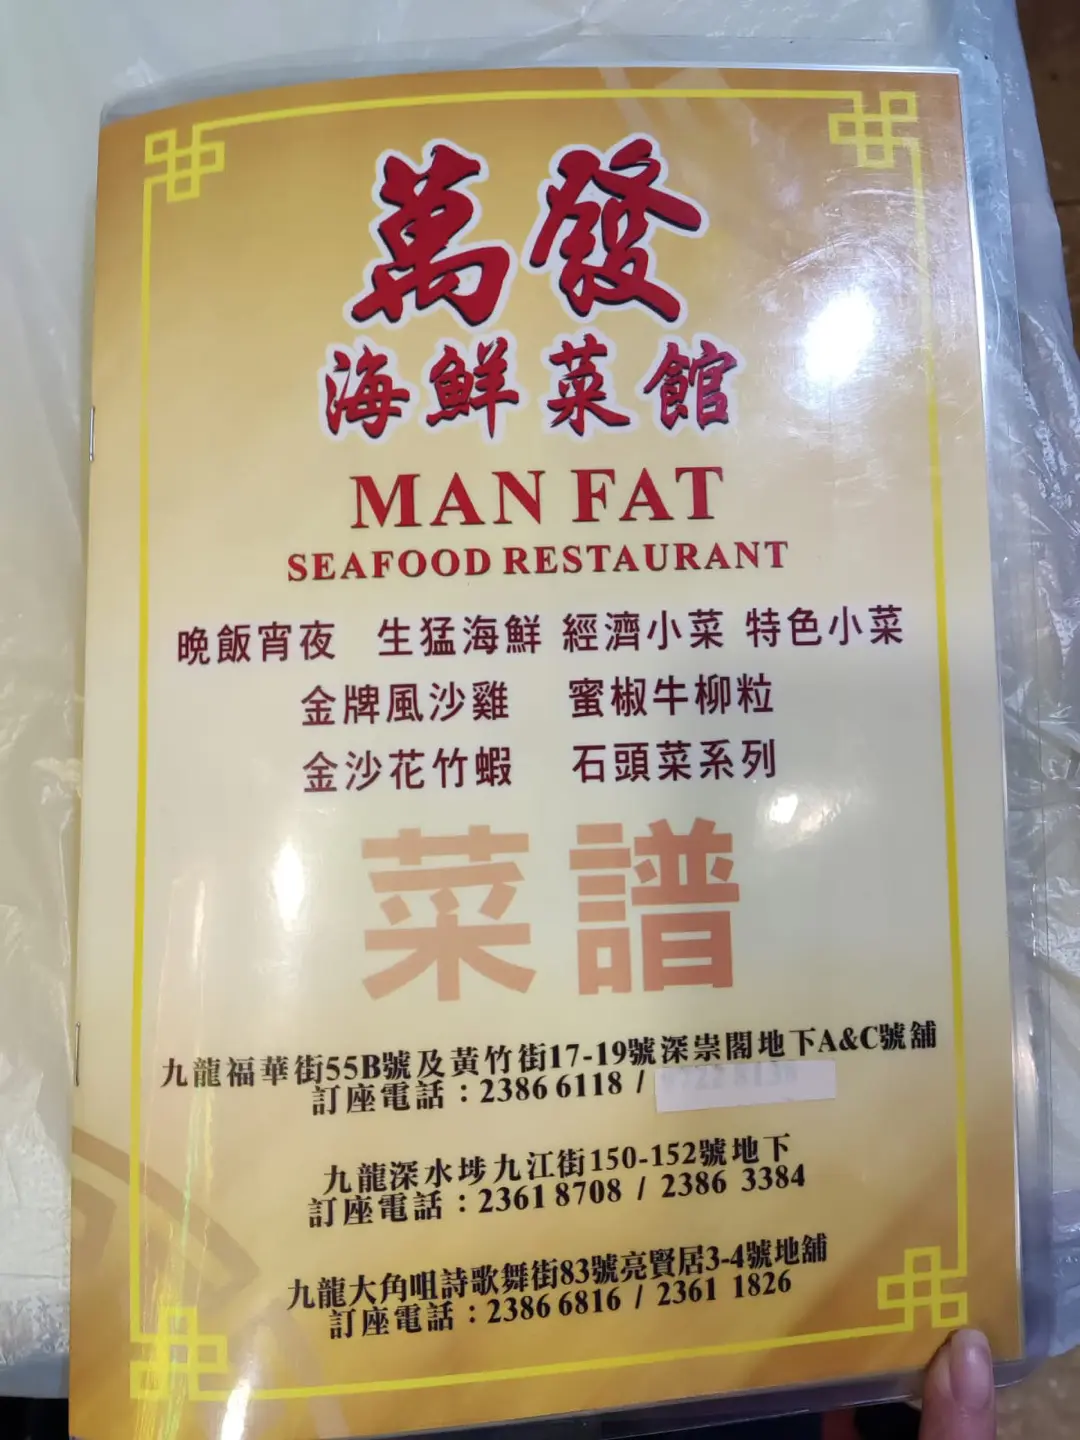 萬發
海鮮菜館
MAN FAT
SEAFOOD RESTAURANT
晚飯宵夜 生猛海鮮 經濟小菜 特色小菜
金牌風沙雞 蜜椒牛柳粒
金沙花竹蝦 石頭菜系列
菜譜
九龍福華街55B號及黃竹街17-19號深崇閣地下A&C號舖
訂座電話：2386 6118 /
九龍深水埗九江街150-152號地下
訂座電話：2361 8708 / 2386 3384
九龍大角咀詩歌舞街83號亮賢居3-4號地舖
訂座電話：2386 6816 / 2361 1826